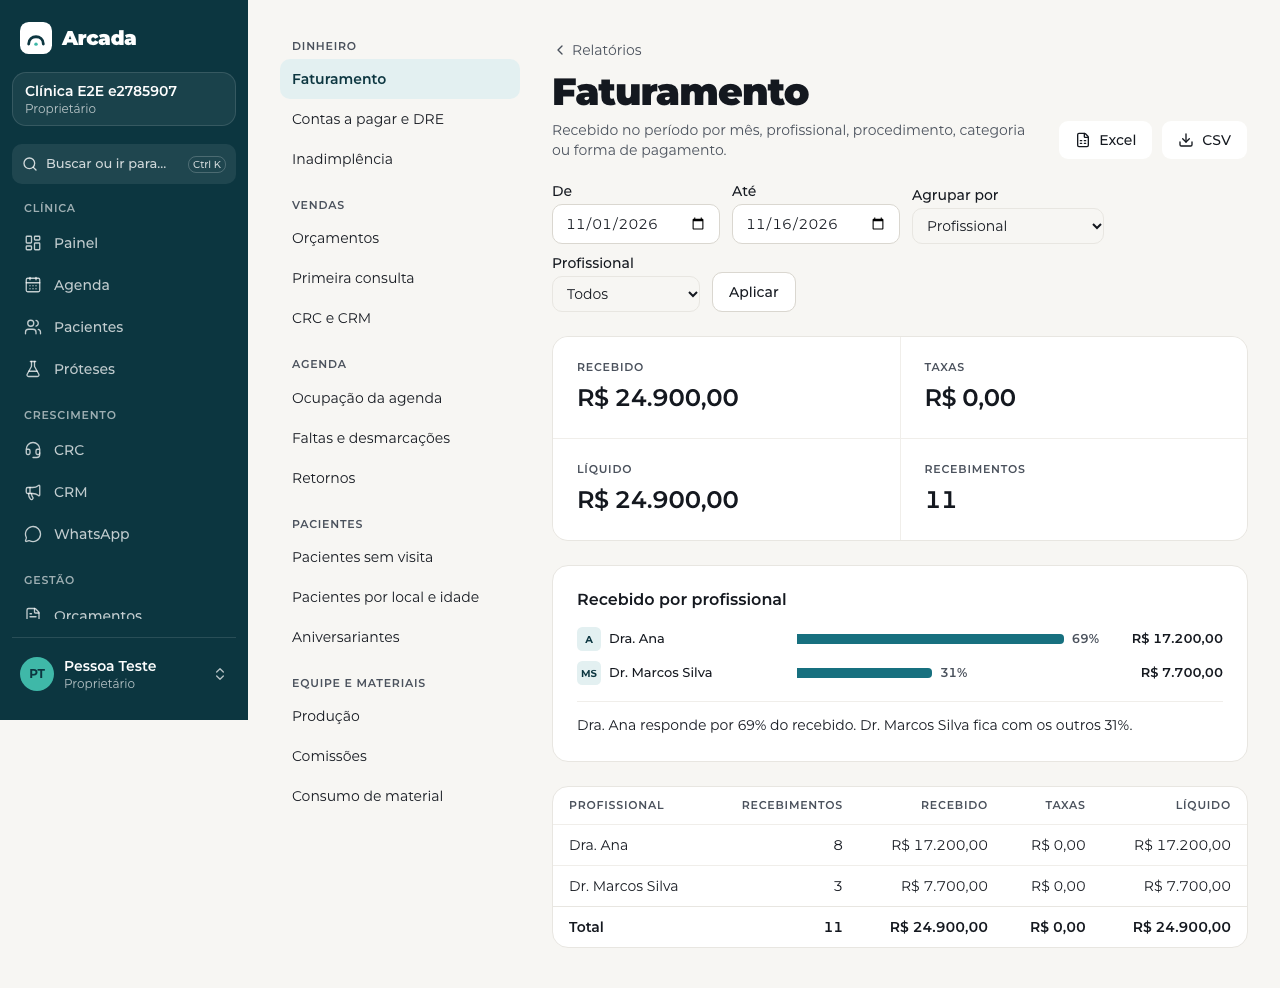 Arcada
Clínica E2E e2785907
Proprietário
Buscar ou ir para... Ctrl K
CLÍNICA
Painel
Agenda
Pacientes
Próteses
CRESCIMENTO
CRC
CRM
WhatsApp
GESTÃO
Orçamentos
PT
Pessoa Teste
Proprietário
DINHEIRO
Faturamento
Contas a pagar e DRE
Inadimplência
VENDAS
Orçamentos
Primeira consulta
CRC e CRM
AGENDA
Ocupação da agenda
Faltas e desmarcações
Retornos
PACIENTES
Pacientes sem visita
Pacientes por local e idade
Aniversariantes
EQUIPE E MATERIAIS
Produção
Comissões
Consumo de material
Relatórios
Faturamento
Recebido no período por mês, profissional, procedimento, categoria
ou forma de pagamento.
Excel
CSV
De
11/01/2026
Até
11/16/2026
Agrupar por
Profissional
Profissional
Todos
Aplicar
RECEBIDO
R$ 24.900,00
TAXAS
R$ 0,00
LÍQUIDO
R$ 24.900,00
RECEBIMENTOS
11
Recebido por profissional
A Dra. Ana 69% R$ 17.200,00
MS Dr. Marcos Silva 31% R$ 7.700,00
Dra. Ana responde por 69% do recebido. Dr. Marcos Silva fica com os outros 31%.
PROFISSIONAL RECEBIMENTOS RECEBIDO TAXAS LÍQUIDO
Dra. Ana 8 R$ 17.200,00 R$ 0,00 R$ 17.200,00
Dr. Marcos Silva 3 R$ 7.700,00 R$ 0,00 R$ 7.700,00
Total 11 R$ 24.900,00 R$ 0,00 R$ 24.900,00